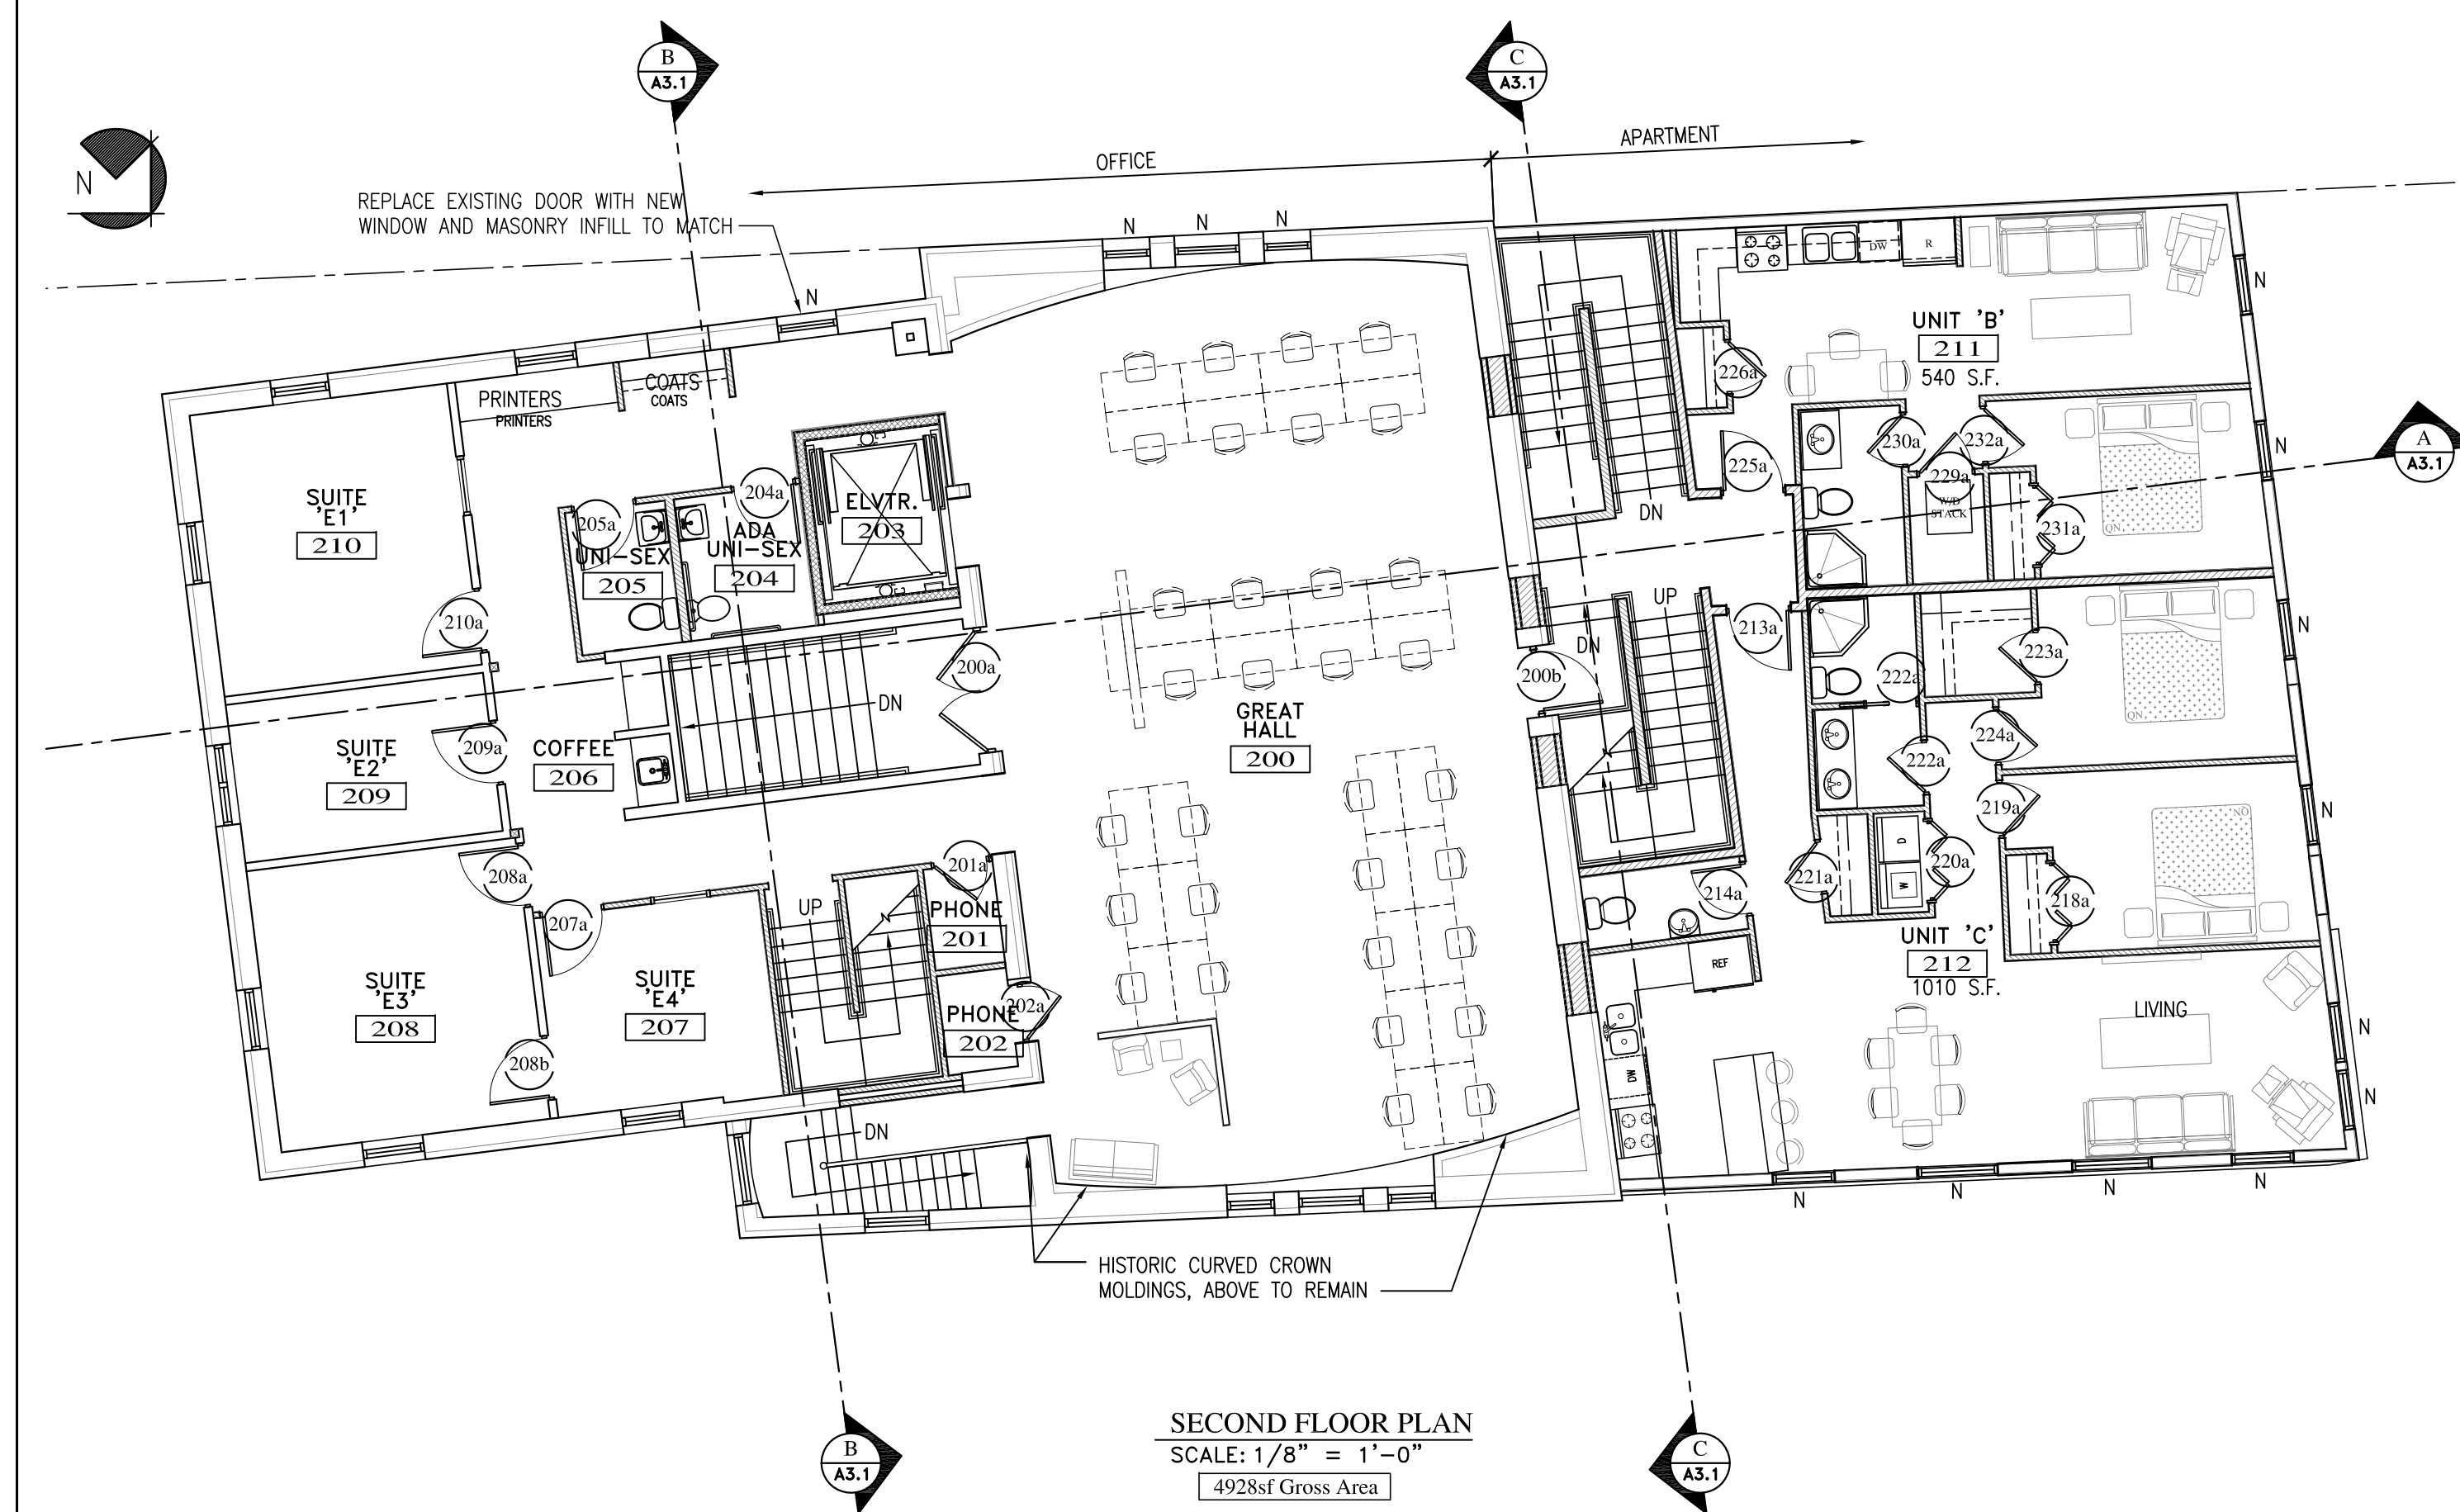 B
A3.1
C
A3.1
N
OFFICE
APARTMENT
REPLACE EXISTING DOOR WITH NEW
WINDOW AND MASONRY INFILL TO MATCH
N
N
N
N
DW
R
N
UNIT 'B'
211
540 S.F.
226a
PRINTERS
PRINTERS
COATS
COATS
230a
232a
N
A
A3.1
225a
229a
W/D
STACK
QN.
231a
SUITE
'E1'
210
205a
UNI-SEX
205
204a
ADA
UNI-SEX
204
ELVTR.
203
DN
UP
DN
213a
N
210a
200a
200b
222a
223a
QN.
DN
GREAT
HALL
200
SUITE
'E2'
209
209a
COFFEE
206
222a
224a
219a
N
NO
208a
201a
D
W
220a
221a
218a
207a
UP
PHONE
201
214a
UNIT 'C'
212
1010 S.F.
REF
SUITE
'E3'
208
SUITE
'E4'
207
PHONE
202
202a
LIVING
N
208b
DW
N
DN
N
N
N
N
HISTORIC CURVED CROWN
MOLDINGS, ABOVE TO REMAIN
B
A3.1
C
A3.1
SECOND FLOOR PLAN
SCALE: 1/8" = 1'-0"
4928sf Gross Area